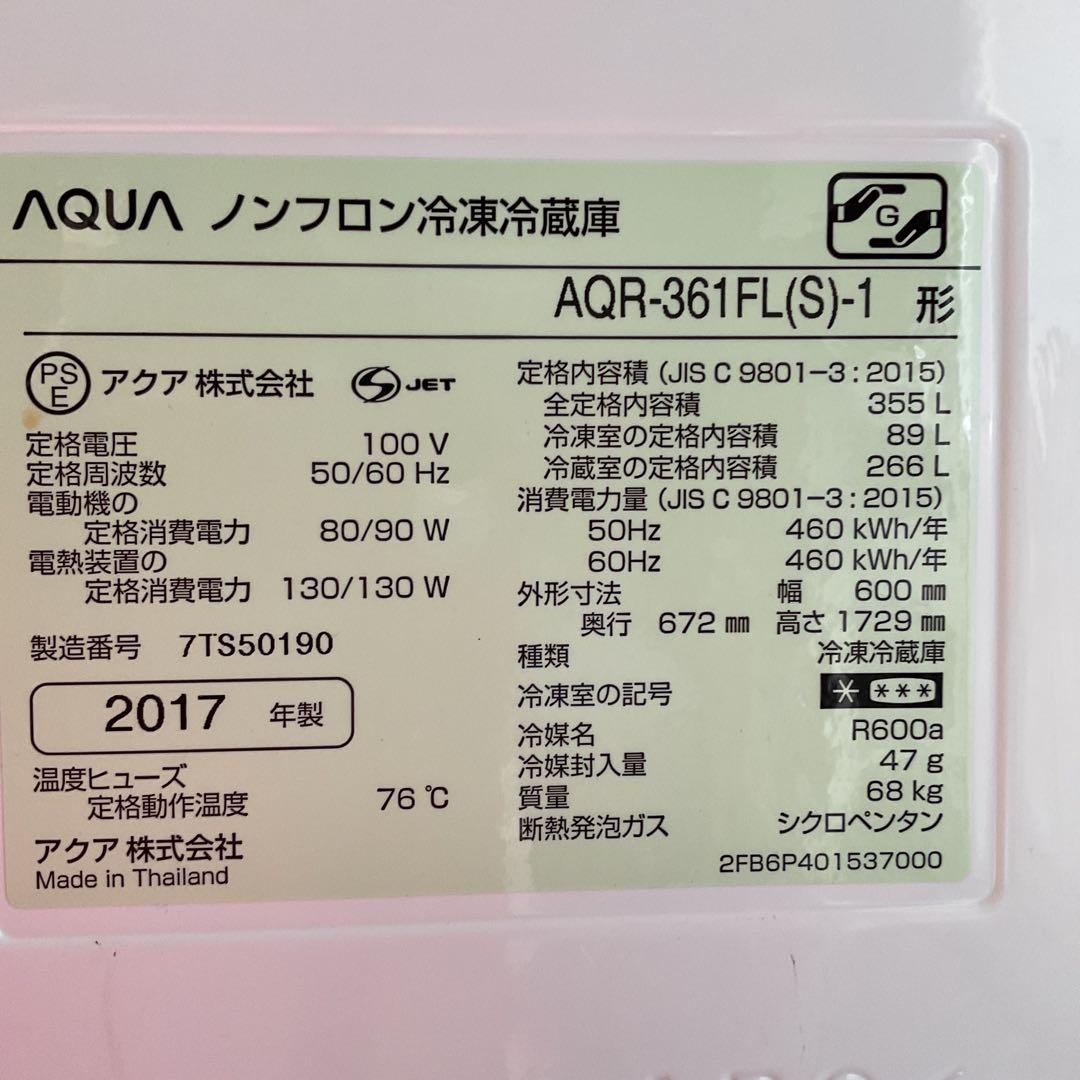 AQUA ノンフロン冷凍冷蔵庫
G
AQR-361FL(S)-1 形
PSE アクア株式会社 S JET
定格電圧 100 V
定格周波数 50/60 Hz
電動機の
定格消費電力 80/90 W
電熱装置の
定格消費電力 130/130 W
製造番号 7TS50190
2017 年製
温度ヒューズ
定格動作温度 76 ℃
アクア株式会社
Made in Thailand
定格内容積 (JIS C 9801-3 : 2015)
全定格内容積 355 L
冷凍室の定格内容積 89 L
冷蔵室の定格内容積 266 L
消費電力量 (JIS C 9801-3 : 2015)
50Hz 460 kWh/年
60Hz 460 kWh/年
外形寸法 幅 600 ㎜
奥行 672 ㎜ 高さ 1729 ㎜
種類 冷凍冷蔵庫
冷凍室の記号 * ***
冷媒名 R600a
冷媒封入量 47 g
質量 68 kg
断熱発泡ガス シクロペンタン
2FB6P401537000